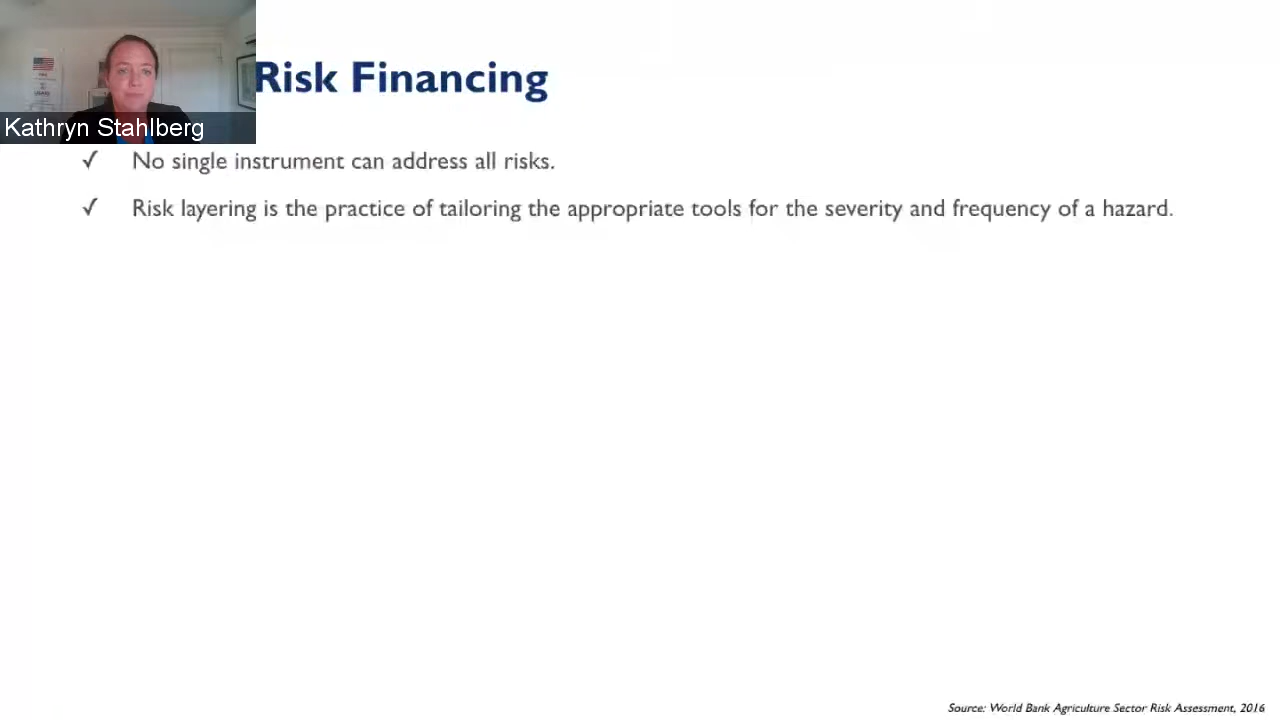 Risk Financing
Kathryn Stahlberg
✓ No single instrument can address all risks.
✓ Risk layering is the practice of tailoring the appropriate tools for the severity and frequency of a hazard.
Source: World Bank Agriculture Sector Risk Assessment, 2016